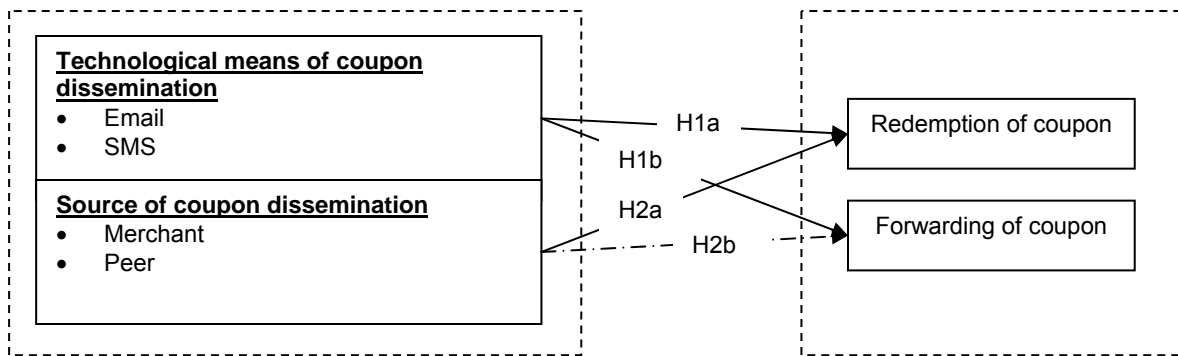 Technological means of coupon
dissemination
• Email
• SMS
Source of coupon dissemination
• Merchant
• Peer
H1a
H1b
H2a
H2b
Redemption of coupon
Forwarding of coupon